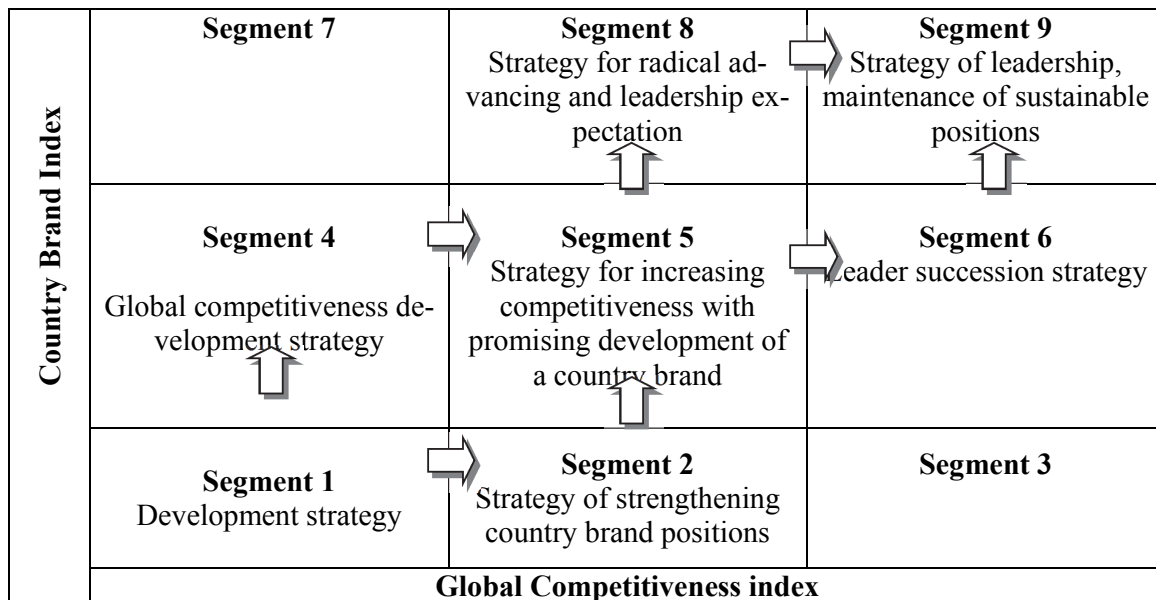 Country Brand Index
Segment 7
Segment 8
Strategy for radical ad-
vancing and leadership ex-
pectation
Segment 9
Strategy of leadership,
maintenance of sustainable
positions
Segment 4
Global competitiveness de-
velopment strategy
Segment 5
Strategy for increasing
competitiveness with
promising development of
a country brand
Segment 6
Leader succession strategy
Segment 1
Development strategy
Segment 2
Strategy of strengthening
country brand positions
Segment 3
Global Competitiveness index